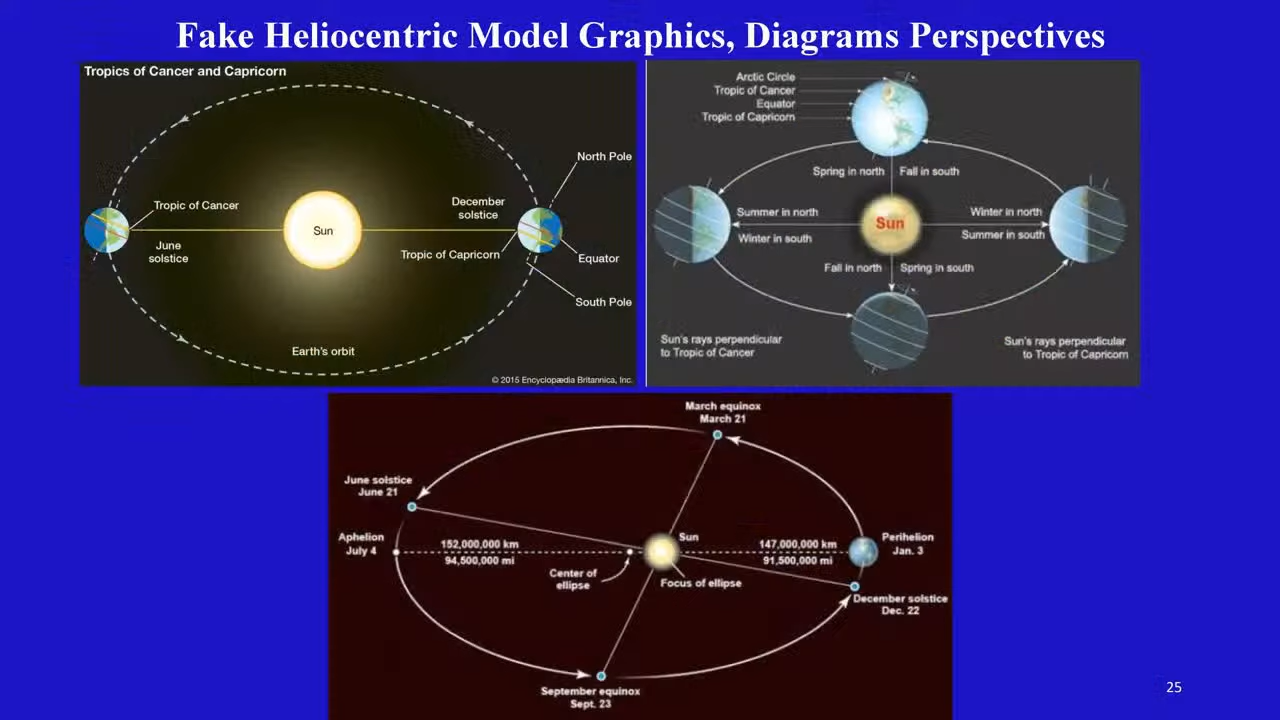 Fake Heliocentric Model Graphics, Diagrams Perspectives
Tropics of Cancer and Capricorn
North Pole
Tropic of Cancer
December
solstice
Sun
June
solstice
Tropic of Capricorn
Equator
South Pole
Earth's orbit
© 2015 Encyclopædia Britannica, Inc.
Arctic Circle
Tropic of Cancer
Equator
Tropic of Capricorn
Spring in north
Fall in south
Summer in north
Winter in south
Sun
Winter in north
Summer in south
Fall in north
Spring in south
Sun's rays perpendicular
to Tropic of Cancer
Sun's rays perpendicular
to Tropic of Capricorn
March equinox
March 21
June solstice
June 21
Aphelion
July 4
152,000,000 km
94,500,000 mi
Sun
147,000,000 km
91,500,000 mi
Perihelion
Jan. 3
Center of
ellipse
Focus of ellipse
December solstice
Dec. 22
September equinox
Sept. 23
25